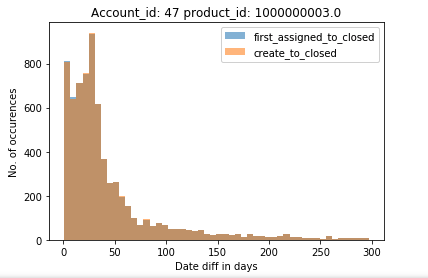 Account_id: 47 product_id: 1000000003.0
first_assigned_to_closed
create_to_closed
No. of occurences
800
600
400
200
0
0 50 100 150 200 250 300
Date diff in days